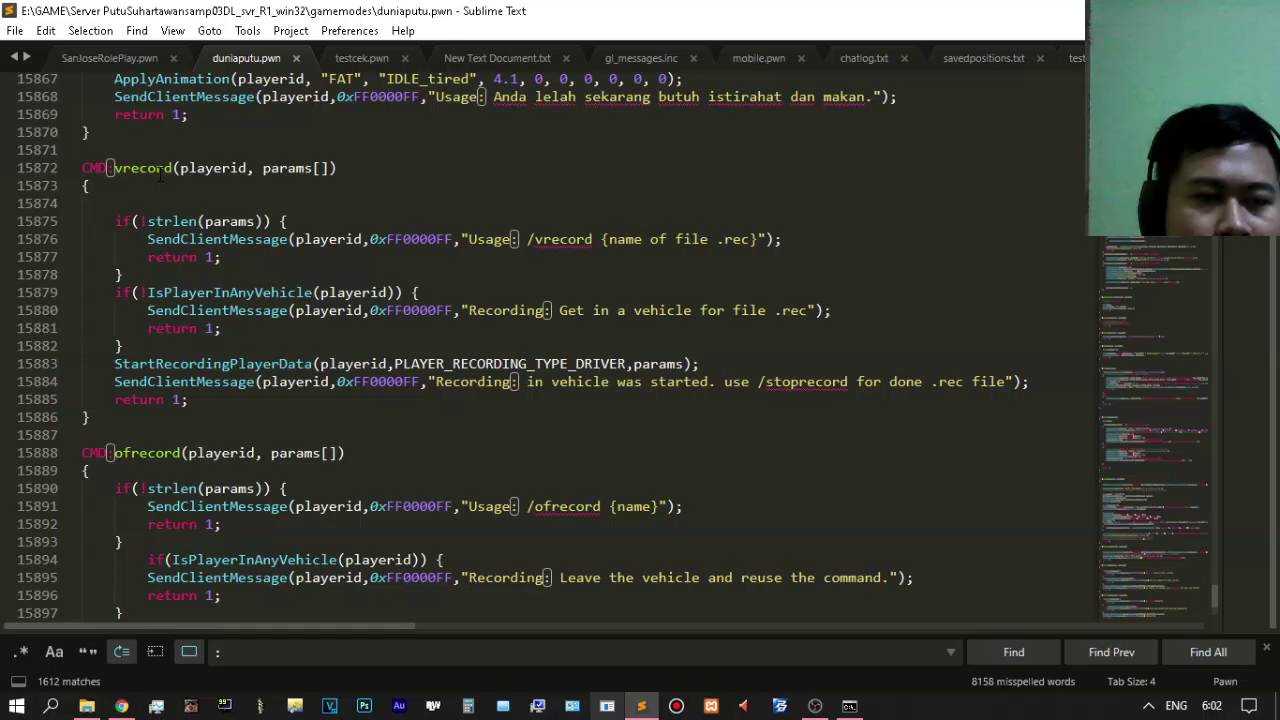 E:\GAME\Server PutuSuhartawansamp03DL_svr_R1_win32\gamemodes\duniaputu.pwn - Sublime Text
File Edit Selection Find View Goto Tools Project Preferences Help
SanJoseRolePlay.pwn × duniaputu.pwn × testcek.pwn × New Text Document.txt × gl_messages.inc × mobile.pwn × chatlog.txt × savedpositions.txt × test
15867 ApplyAnimation(playerid, "FAT", "IDLE_tired", 4.1, 0, 0, 0, 0, 0);
15868 SendClientMessage(playerid,0xFF0000FF,"Usage: Anda lelah sekarang butuh istirahat dan makan.");
15869 return 1;
15870 }
15871
15872 CMD:vrecord(playerid, params[])
15873 {
15874
15875 if(!strlen(params)) {
15876 SendClientMessage(playerid,0xFF0000FF,"Usage: /vrecord {name of file .rec}");
15877 return 1;
15878 }
15879 if(!IsPlayerInAnyVehicle(playerid)) {
15880 SendClientMessage(playerid,0xFF0000FF,"Recording: Get in a vehicle for file .rec");
15881 return 1;
15882 }
15883 StartRecordingPlayerData(playerid,PLAYER_RECORDING_TYPE_DRIVER,params);
15884 SendClientMessage(playerid,0xFF0000FF,"Recording: in vehicle was started. use /stoprecord for done .rec file");
15885 return 1;
15886 }
15887
15888 CMD:ofrecord(playerid, params[])
15889 {
15890 if(!strlen(params)) {
15891 SendClientMessage(playerid,0xFF0000FF,"Usage: /ofrecord {name}");
15892 return 1;
15893 }
15894 if(IsPlayerInAnyVehicle(playerid)) {
15895 SendClientMessage(playerid,0xFF0000FF,"Recording: Leave the vehicle and reuse the command.");
15896 return 1;
15897 }
.* Aa “” : Find Find Prev Find All ×
1612 matches 8158 misspelled words Tab Size: 4 Pawn
ENG 6:02